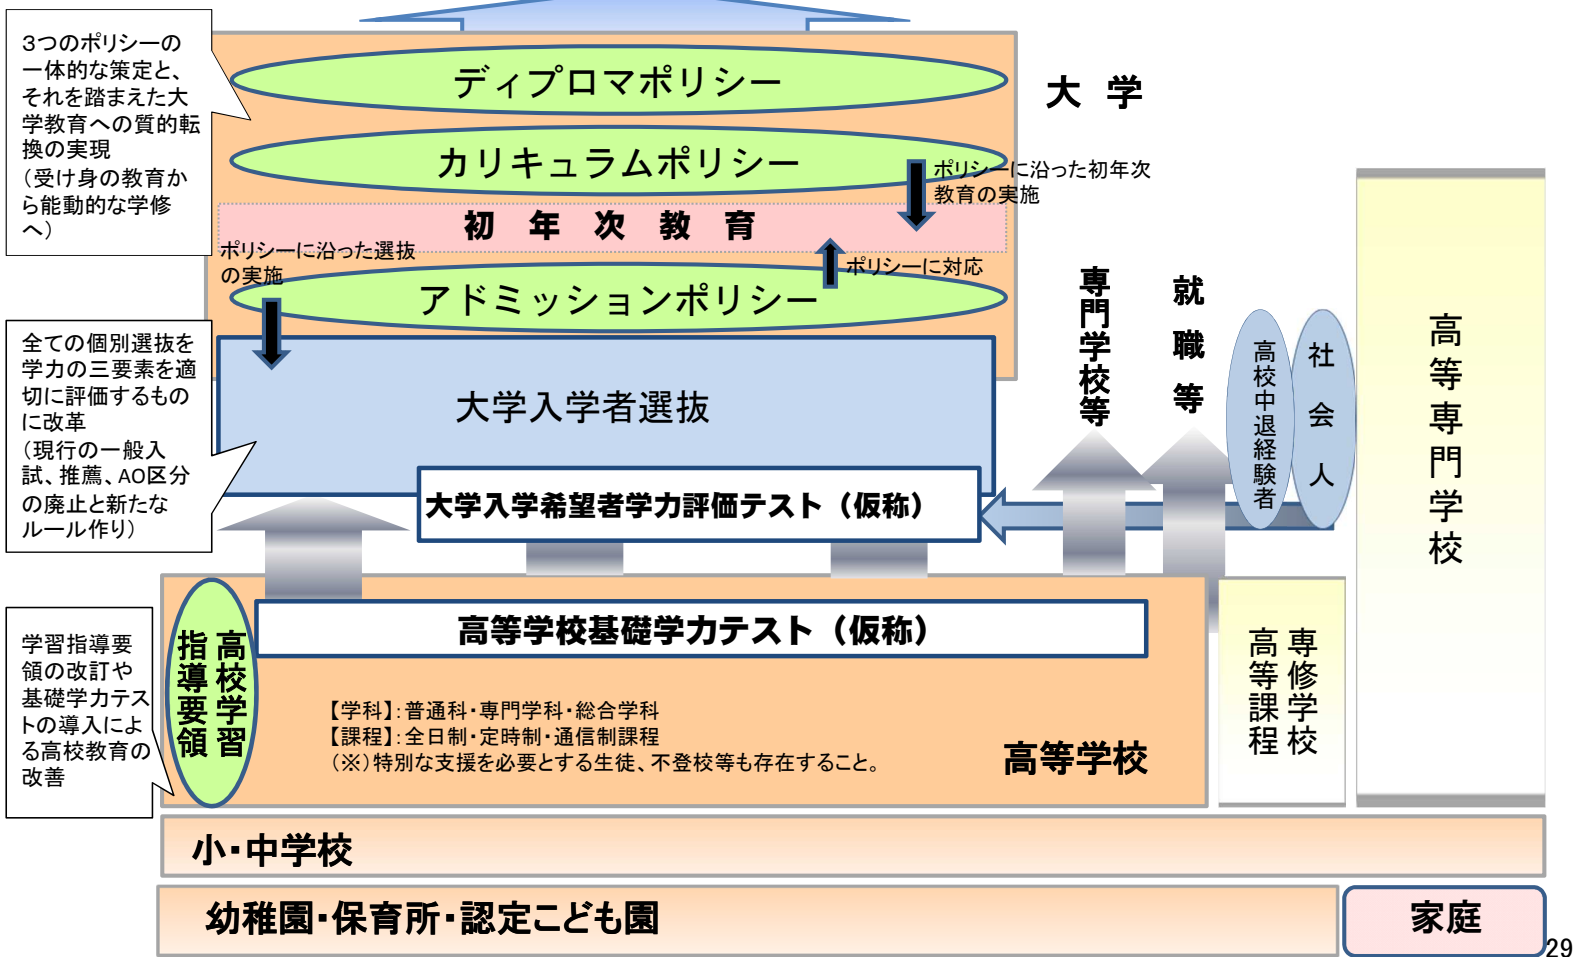 ３つのポリシーの
一体的な策定と、
それを踏まえた大
学教育への質的転
換の実現
（受け身の教育か
ら能動的な学修
へ）
ディプロマポリシー
大 学
カリキュラムポリシー
ポリシーに沿った初年次
教育の実施
初 年 次 教 育
ポリシーに沿った選抜
の実施
ポリシーに対応
アドミッションポリシー
全ての個別選抜を
学力の三要素を適
切に評価するもの
に改革
（現行の一般入
試、推薦、AO区分
の廃止と新たな
ルール作り）
大学入学者選抜
大学入学希望者学力評価テスト（仮称）
専門学校等
就職等
高校中退経験者
社会人
高等専門学校
学習指導要
領の改訂や
基礎学力テス
トの導入によ
る高校教育の
改善
高校学習
指導要領
高等学校基礎学力テスト（仮称）
【学科】：普通科・専門学科・総合学科
【課程】：全日制・定時制・通信制課程
（※）特別な支援を必要とする生徒、不登校等も存在すること。
高等学校
専修学校
高等課程
小・中学校
幼稚園・保育所・認定こども園
家庭
29